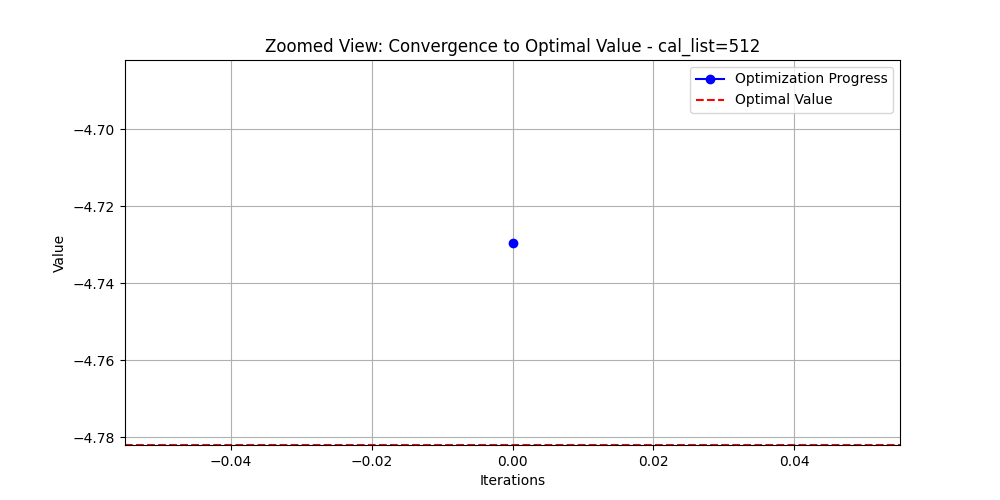 Zoomed View: Convergence to Optimal Value - cal_list=512
Optimization Progress
Optimal Value
−4.70
−4.72
−4.74
−4.76
−4.78
Value
−0.04
−0.02
0.00
0.02
0.04
Iterations